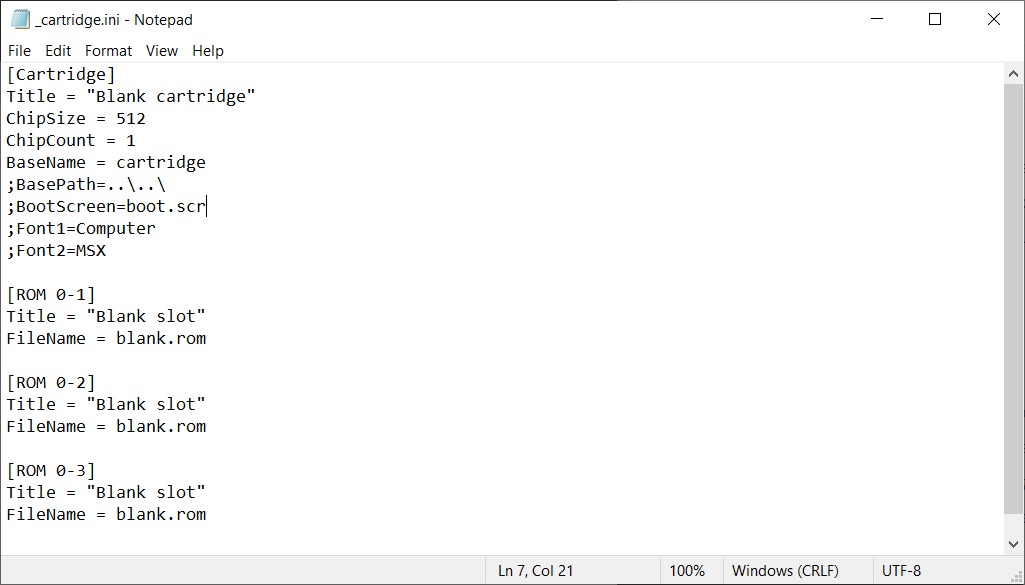 _cartridge.ini - Notepad
File Edit Format View Help
[Cartridge]
Title = "Blank cartridge"
ChipSize = 512
ChipCount = 1
BaseName = cartridge
;BasePath=..\..\
;BootScreen=boot.scr
;Font1=Computer
;Font2=MSX
[ROM 0-1]
Title = "Blank slot"
FileName = blank.rom
[ROM 0-2]
Title = "Blank slot"
FileName = blank.rom
[ROM 0-3]
Title = "Blank slot"
FileName = blank.rom
Ln 7, Col 21 100% Windows (CRLF) UTF-8